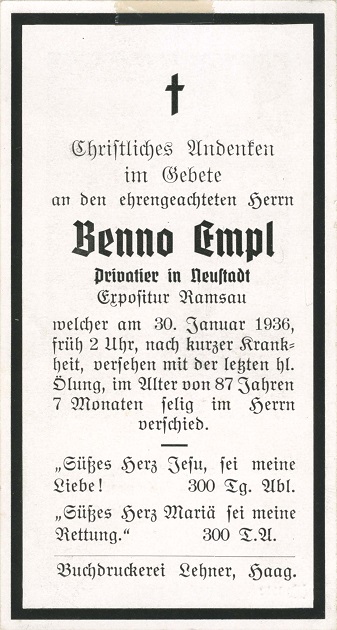 Christliches Andenken
im Gebete
an den ehrengeachteten Herrn
Benno Empl
Privatier in Neustadt
Expositur Ramsau
welcher am 30. Januar 1936,
früh 2 Uhr, nach kurzer Krank=
heit, versehen mit der letzten hl.
Ölung, im Alter von 87 Jahren
7 Monaten selig im Herrn
verschied.
„Süßes Herz Jesu, sei meine
Liebe! 300 Tg. Abl.
„Süßes Herz Mariä sei meine
Rettung.“ 300 T.A.
Buchdruckerei Lehner, Haag.